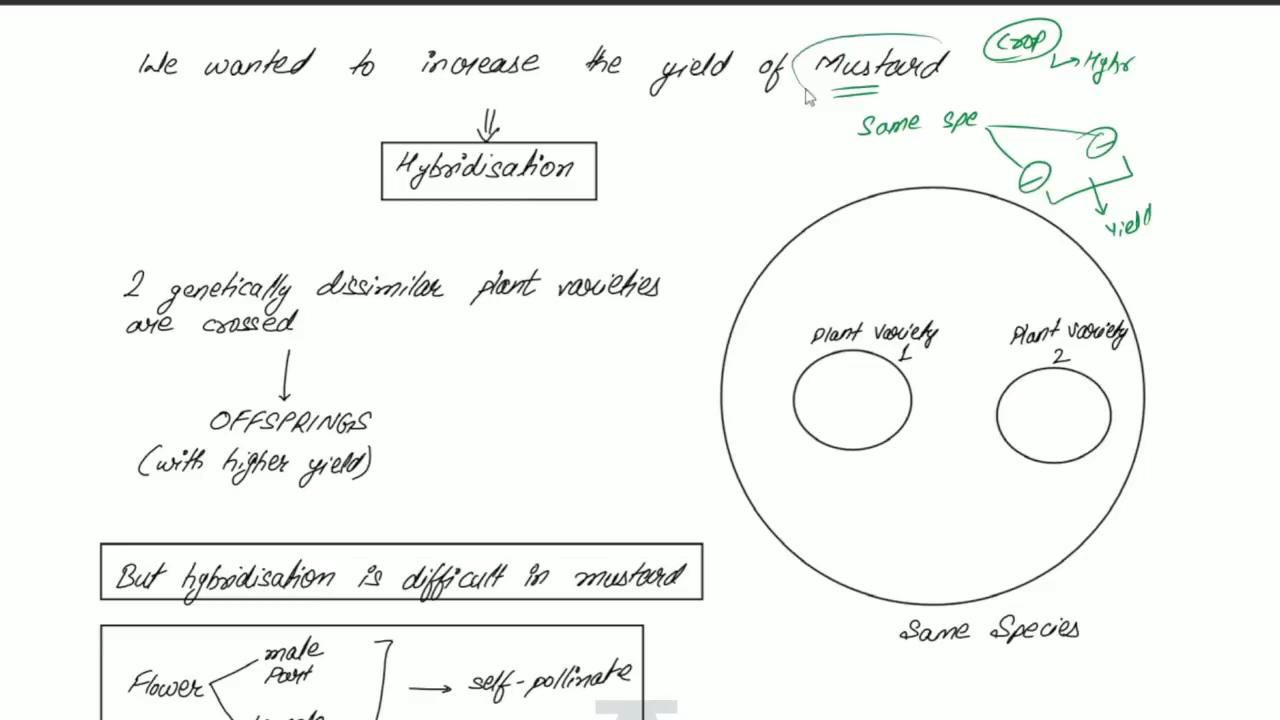 We wanted to increase the yield of Mustard
Crop
Same spe
yield
Hybridisation
2 genetically dissimilar plant varieties
are crossed
OFFSPRINGS
(with higher yield)
Plant variety
1
Plant variety
2
Same Species
But hybridisation is difficult in mustard
male
Part
Flower
self-pollinate